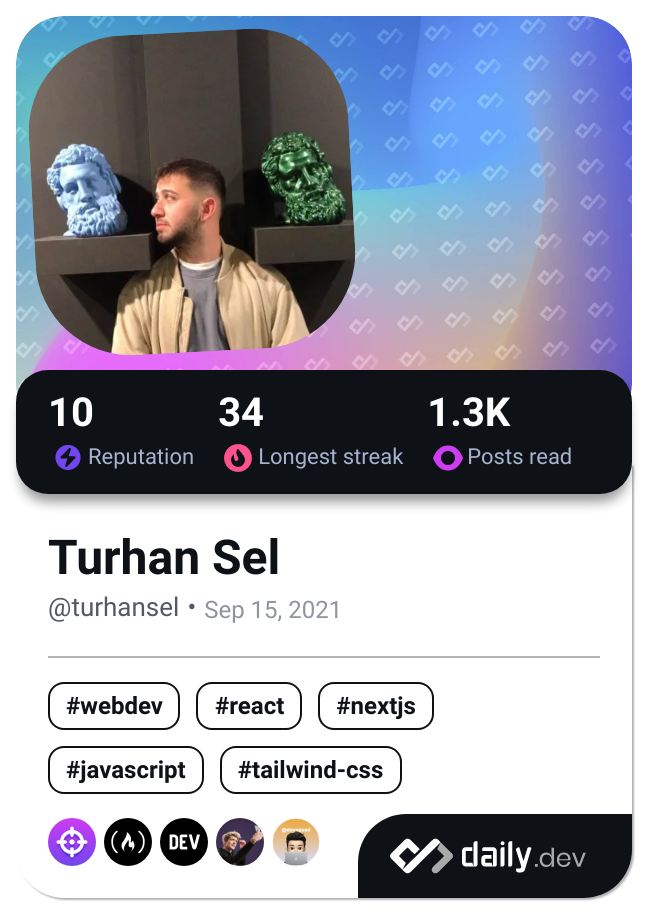 10 34 1.3K
Reputation Longest streak Posts read
Turhan Sel
@turhansel • Sep 15, 2021
#webdev #react #nextjs
#javascript #tailwind-css
DEV
daily.dev